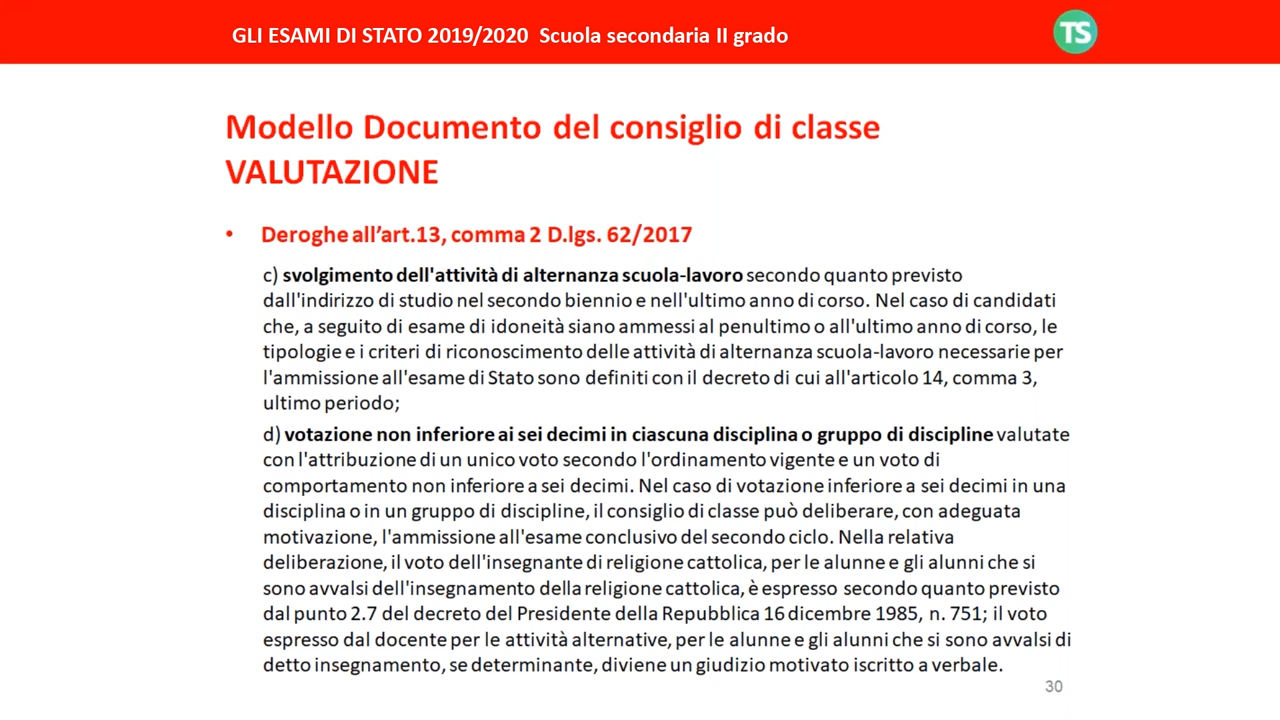 GLI ESAMI DI STATO 2019/2020 Scuola secondaria II grado
TS
Modello Documento del consiglio di classe
VALUTAZIONE
• Deroghe all’art.13, comma 2 D.lgs. 62/2017
c) svolgimento dell'attività di alternanza scuola-lavoro secondo quanto previsto
dall'indirizzo di studio nel secondo biennio e nell'ultimo anno di corso. Nel caso di candidati
che, a seguito di esame di idoneità siano ammessi al penultimo o all'ultimo anno di corso, le
tipologie e i criteri di riconoscimento delle attività di alternanza scuola-lavoro necessarie per
l'ammissione all'esame di Stato sono definiti con il decreto di cui all'articolo 14, comma 3,
ultimo periodo;
d) votazione non inferiore ai sei decimi in ciascuna disciplina o gruppo di discipline valutate
con l'attribuzione di un unico voto secondo l'ordinamento vigente e un voto di
comportamento non inferiore a sei decimi. Nel caso di votazione inferiore a sei decimi in una
disciplina o in un gruppo di discipline, il consiglio di classe può deliberare, con adeguata
motivazione, l'ammissione all'esame conclusivo del secondo ciclo. Nella relativa
deliberazione, il voto dell'insegnante di religione cattolica, per le alunne e gli alunni che si
sono avvalsi dell'insegnamento della religione cattolica, è espresso secondo quanto previsto
dal punto 2.7 del decreto del Presidente della Repubblica 16 dicembre 1985, n. 751; il voto
espresso dal docente per le attività alternative, per le alunne e gli alunni che si sono avvalsi di
detto insegnamento, se determinante, diviene un giudizio motivato iscritto a verbale.
30